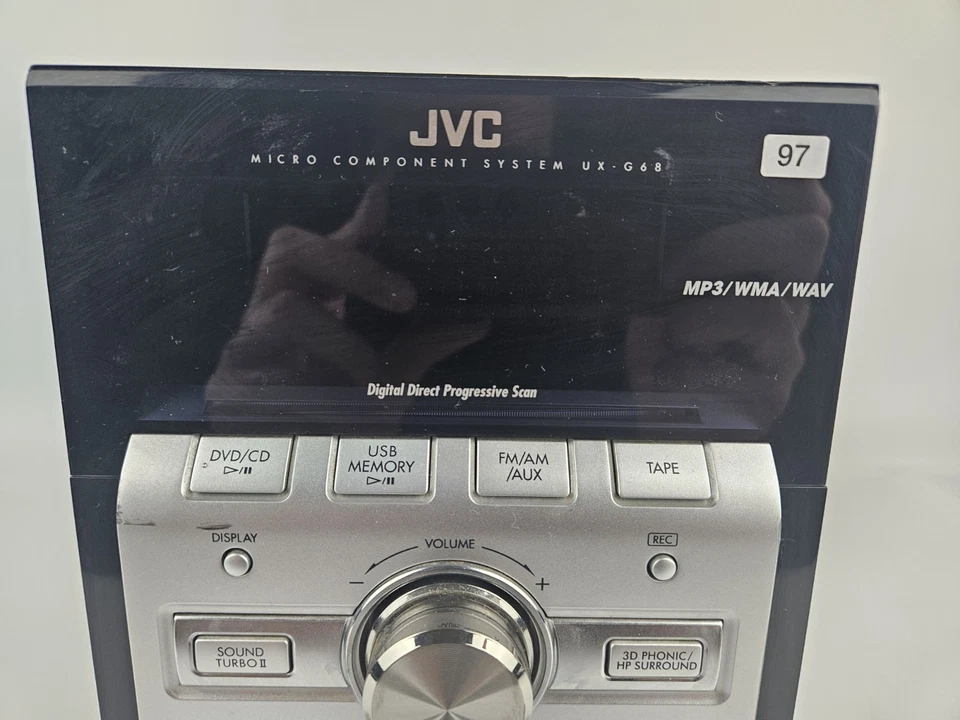 JVC
MICRO COMPONENT SYSTEM UX-G68
97
MP3/WMA/WAV
Digital Direct Progressive Scan
DVD/CD
▷/II
USB
MEMORY
▷/II
FM/AM
/AUX
TAPE
DISPLAY
VOLUME
REC
− +
SOUND
TURBO II
3D PHONIC/
HP SURROUND